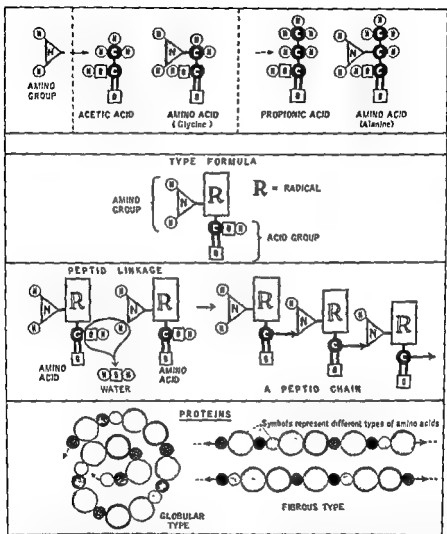 AMINO GROUP
ACETIC ACID
AMINO ACID
(Glycine)
PROPIONIC ACID
AMINO ACID
(Alanine)
TYPE FORMULA
AMINO GROUP
R
R = RADICAL
N
ACID GROUP
PEPTID LINKAGE
R
R
R
R
R
N
N
N
N
N
AMINO ACID
WATER
AMINO ACID
A PEPTID CHAIN
PROTEINS
Symbols represent different types of amino acids
GLOBULAR TYPE
FIBROUS TYPE